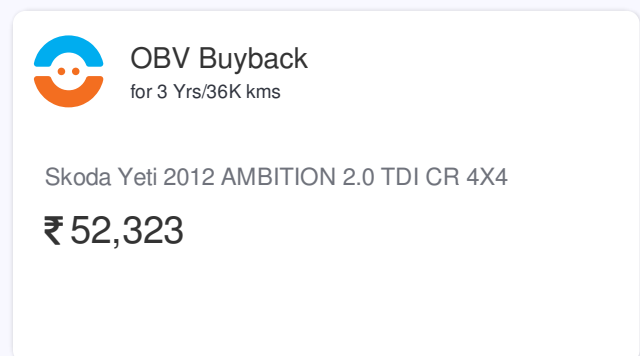 OBV Buyback
for 3 Yrs/36K kms
Skoda Yeti 2012 AMBITION 2.0 TDI CR 4X4
₹ 52,323